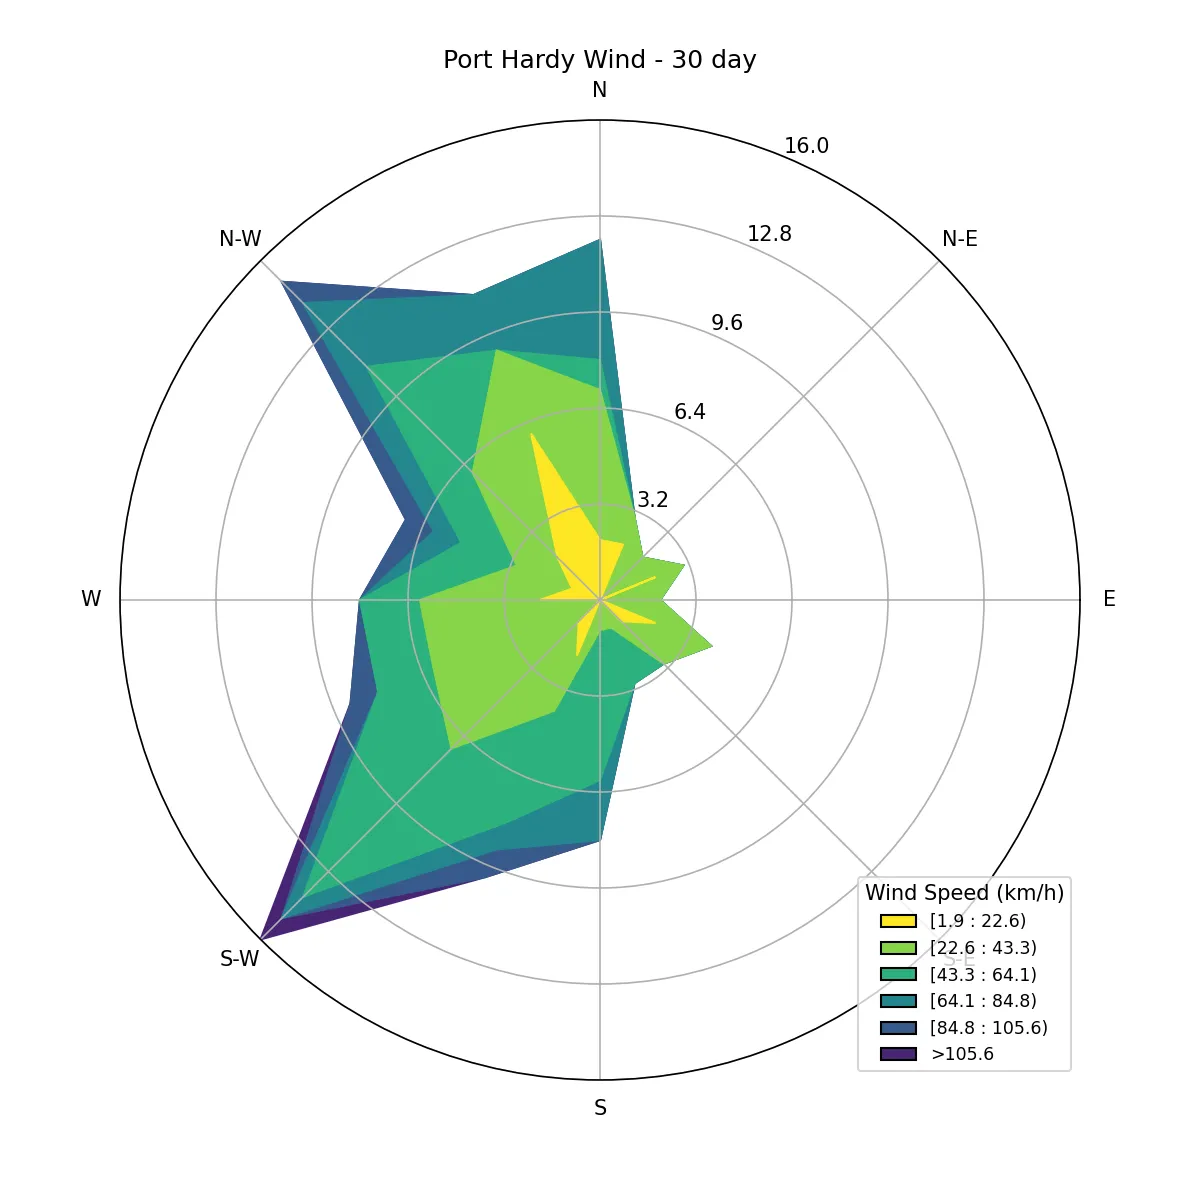 Port Hardy Wind - 30 day
N
16.0
12.8
N-W
N-E
9.6
6.4
3.2
W
E
Wind Speed (km/h)
[1.9 : 22.6)
[22.6 : 43.3)
S-W
S-E
[43.3 : 64.1)
[64.1 : 84.8)
[84.8 : 105.6)
>105.6
S